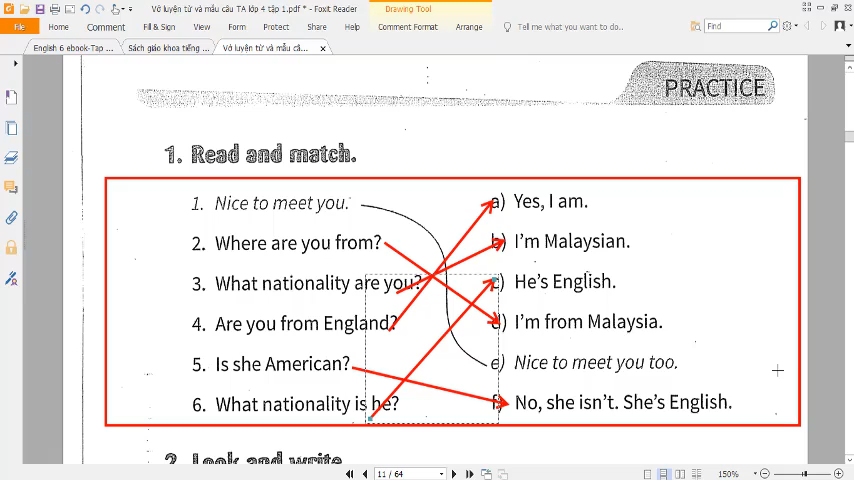 Vở luyện từ và mẫu câu TA lớp 4 tập 1.pdf * - Foxit Reader
Drawing Tool
File Home Comment Fill & Sign View Form Protect Share Help Comment Format Arrange Tell me what you want to do.. Find
English 6 ebook-Tap ... Sách giáo khoa tiếng ... Vở luyện từ và mẫu câ...
PRACTICE
1. Read and match.
1. Nice to meet you. a) Yes, I am.
2. Where are you from? b) I'm Malaysian.
3. What nationality are you? c) He's English.
4. Are you from England? d) I'm from Malaysia.
5. Is she American? e) Nice to meet you too.
6. What nationality is he? f) No, she isn't. She's English.
2. Look and write.
11 / 64 150%